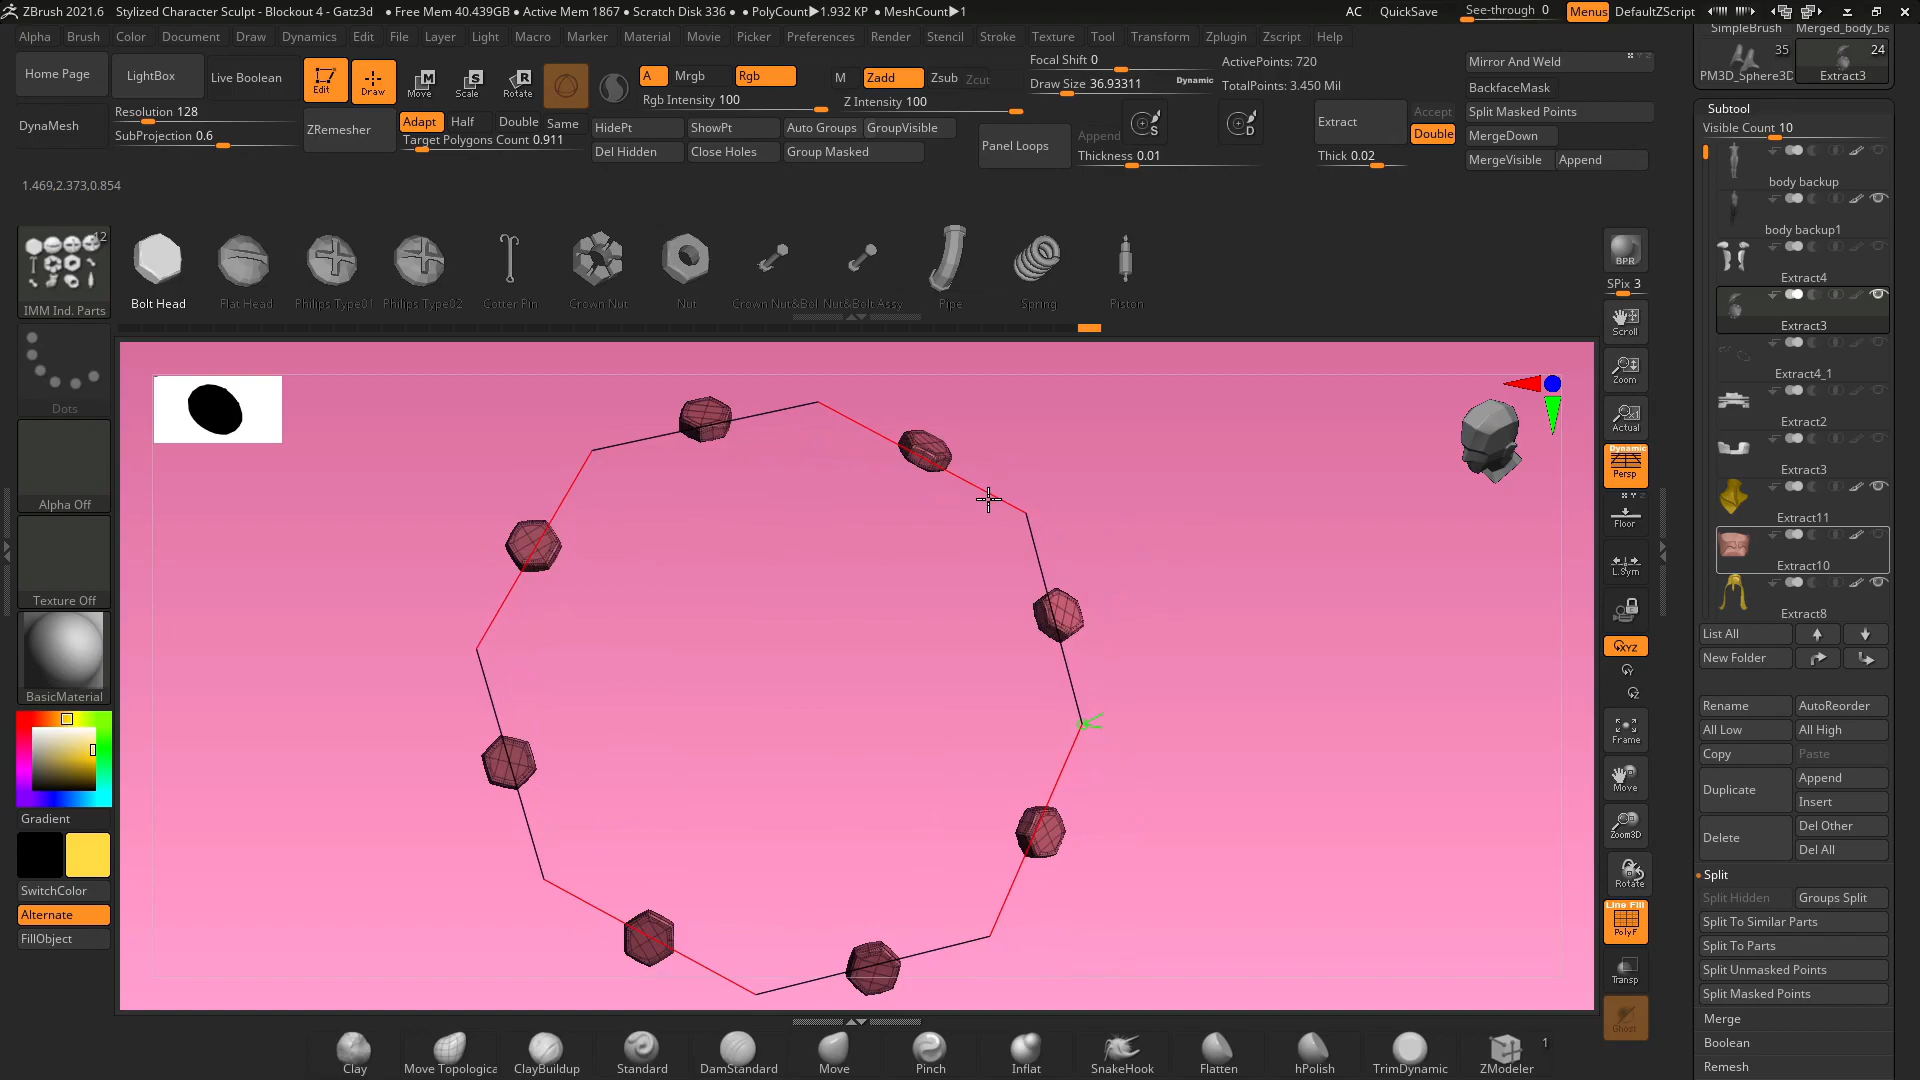 ZBrush 2021.6 Stylized Character Sculpt - Blockout 4 - Gatz3d ● Free Mem 40.439GB ● Active Mem 1867 ● Scratch Disk 336 ● ● PolyCount▶1.932 KP ● MeshCount▶1 AC QuickSave See-through 0 Menus DefaultZScript
Alpha Brush Color Document Draw Dynamics Edit File Layer Light Macro Marker Material Movie Picker Preferences Render Stencil Stroke Texture Tool Transform Zplugin Zscript Help
Home Page LightBox Live Boolean
Edit Draw Move Scale Rotate
A Mrgb Rgb M Zadd Zsub Zcut
Rgb Intensity 100 Z Intensity 100
Focal Shift 0 ActivePoints: 720
Draw Size 36.93311 Dynamic TotalPoints: 3.450 Mil
DynaMesh Resolution 128
SubProjection 0.6
ZRemesher Adapt Half Double Same
Target Polygons Count 0.911
HidePt ShowPt Auto Groups GroupVisible
Del Hidden Close Holes Group Masked
Panel Loops Append S D
Thickness 0.01
Extract Accept
Double
Thick 0.02
Mirror And Weld
BackfaceMask
Split Masked Points
MergeDown
MergeVisible Append
1.469,2.373,0.854
12
IMM Ind. Parts
Bolt Head Flat Head Philips Type01 Philips Type02 Cotter Pin Crown Nut Nut Crown Nut&Bol Nut&Bolt Assy Pipe Spring Piston
Dots
Alpha Off
Texture Off
BasicMaterial
Gradient
SwitchColor
Alternate
FillObject
BPR
SPix 3
Scroll
Zoom
Actual
Dynamic
Persp
Floor
L.Sym
XYZ
Frame
Move
Zoom3D
Rotate
Line Fill
PolyF
Transp
Ghost
SimpleBrush Merged_body_ba
35 24
PM3D_Sphere3D Extract3
Subtool
Visible Count 10
body backup
body backup1
Extract4
Extract3
Extract4_1
Extract2
Extract3
Extract11
Extract10
Extract8
List All
New Folder
Rename AutoReorder
All Low All High
Copy Paste
Duplicate Append
Insert
Delete Del Other
Del All
Split
Split Hidden Groups Split
Split To Similar Parts
Split To Parts
Split Unmasked Points
Split Masked Points
Merge
Boolean
Remesh
Clay Move Topologica ClayBuildup Standard DamStandard Move Pinch Inflat SnakeHook Flatten hPolish TrimDynamic ZModeler 1